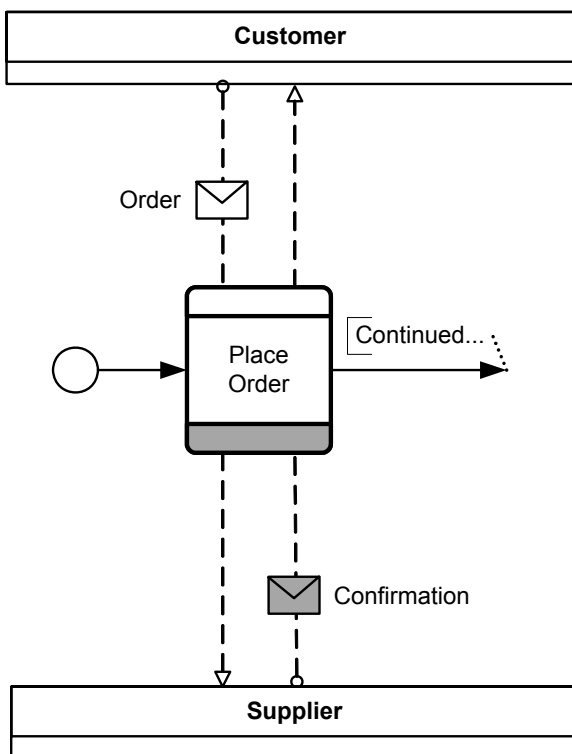 Customer
Order
Continued...
Place
Order
Confirmation
Supplier